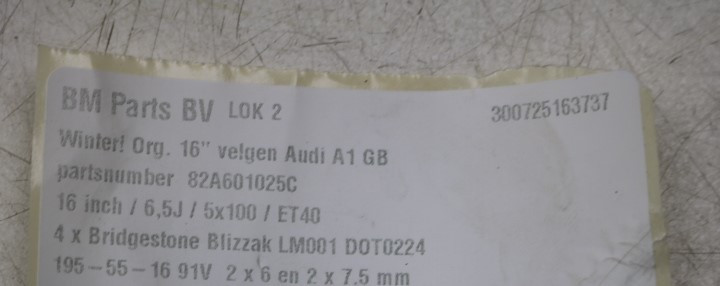 BM Parts BV LOK 2 300725163737
Winter! Org. 16" velgen Audi A1 GB
partsnumber 82A601025C
16 inch / 6,5J / 5x100 / ET40
4 x Bridgestone Blizzak LM001 DOT0224
195-55-16 91V 2 x 6 en 2 x 7.5 mm